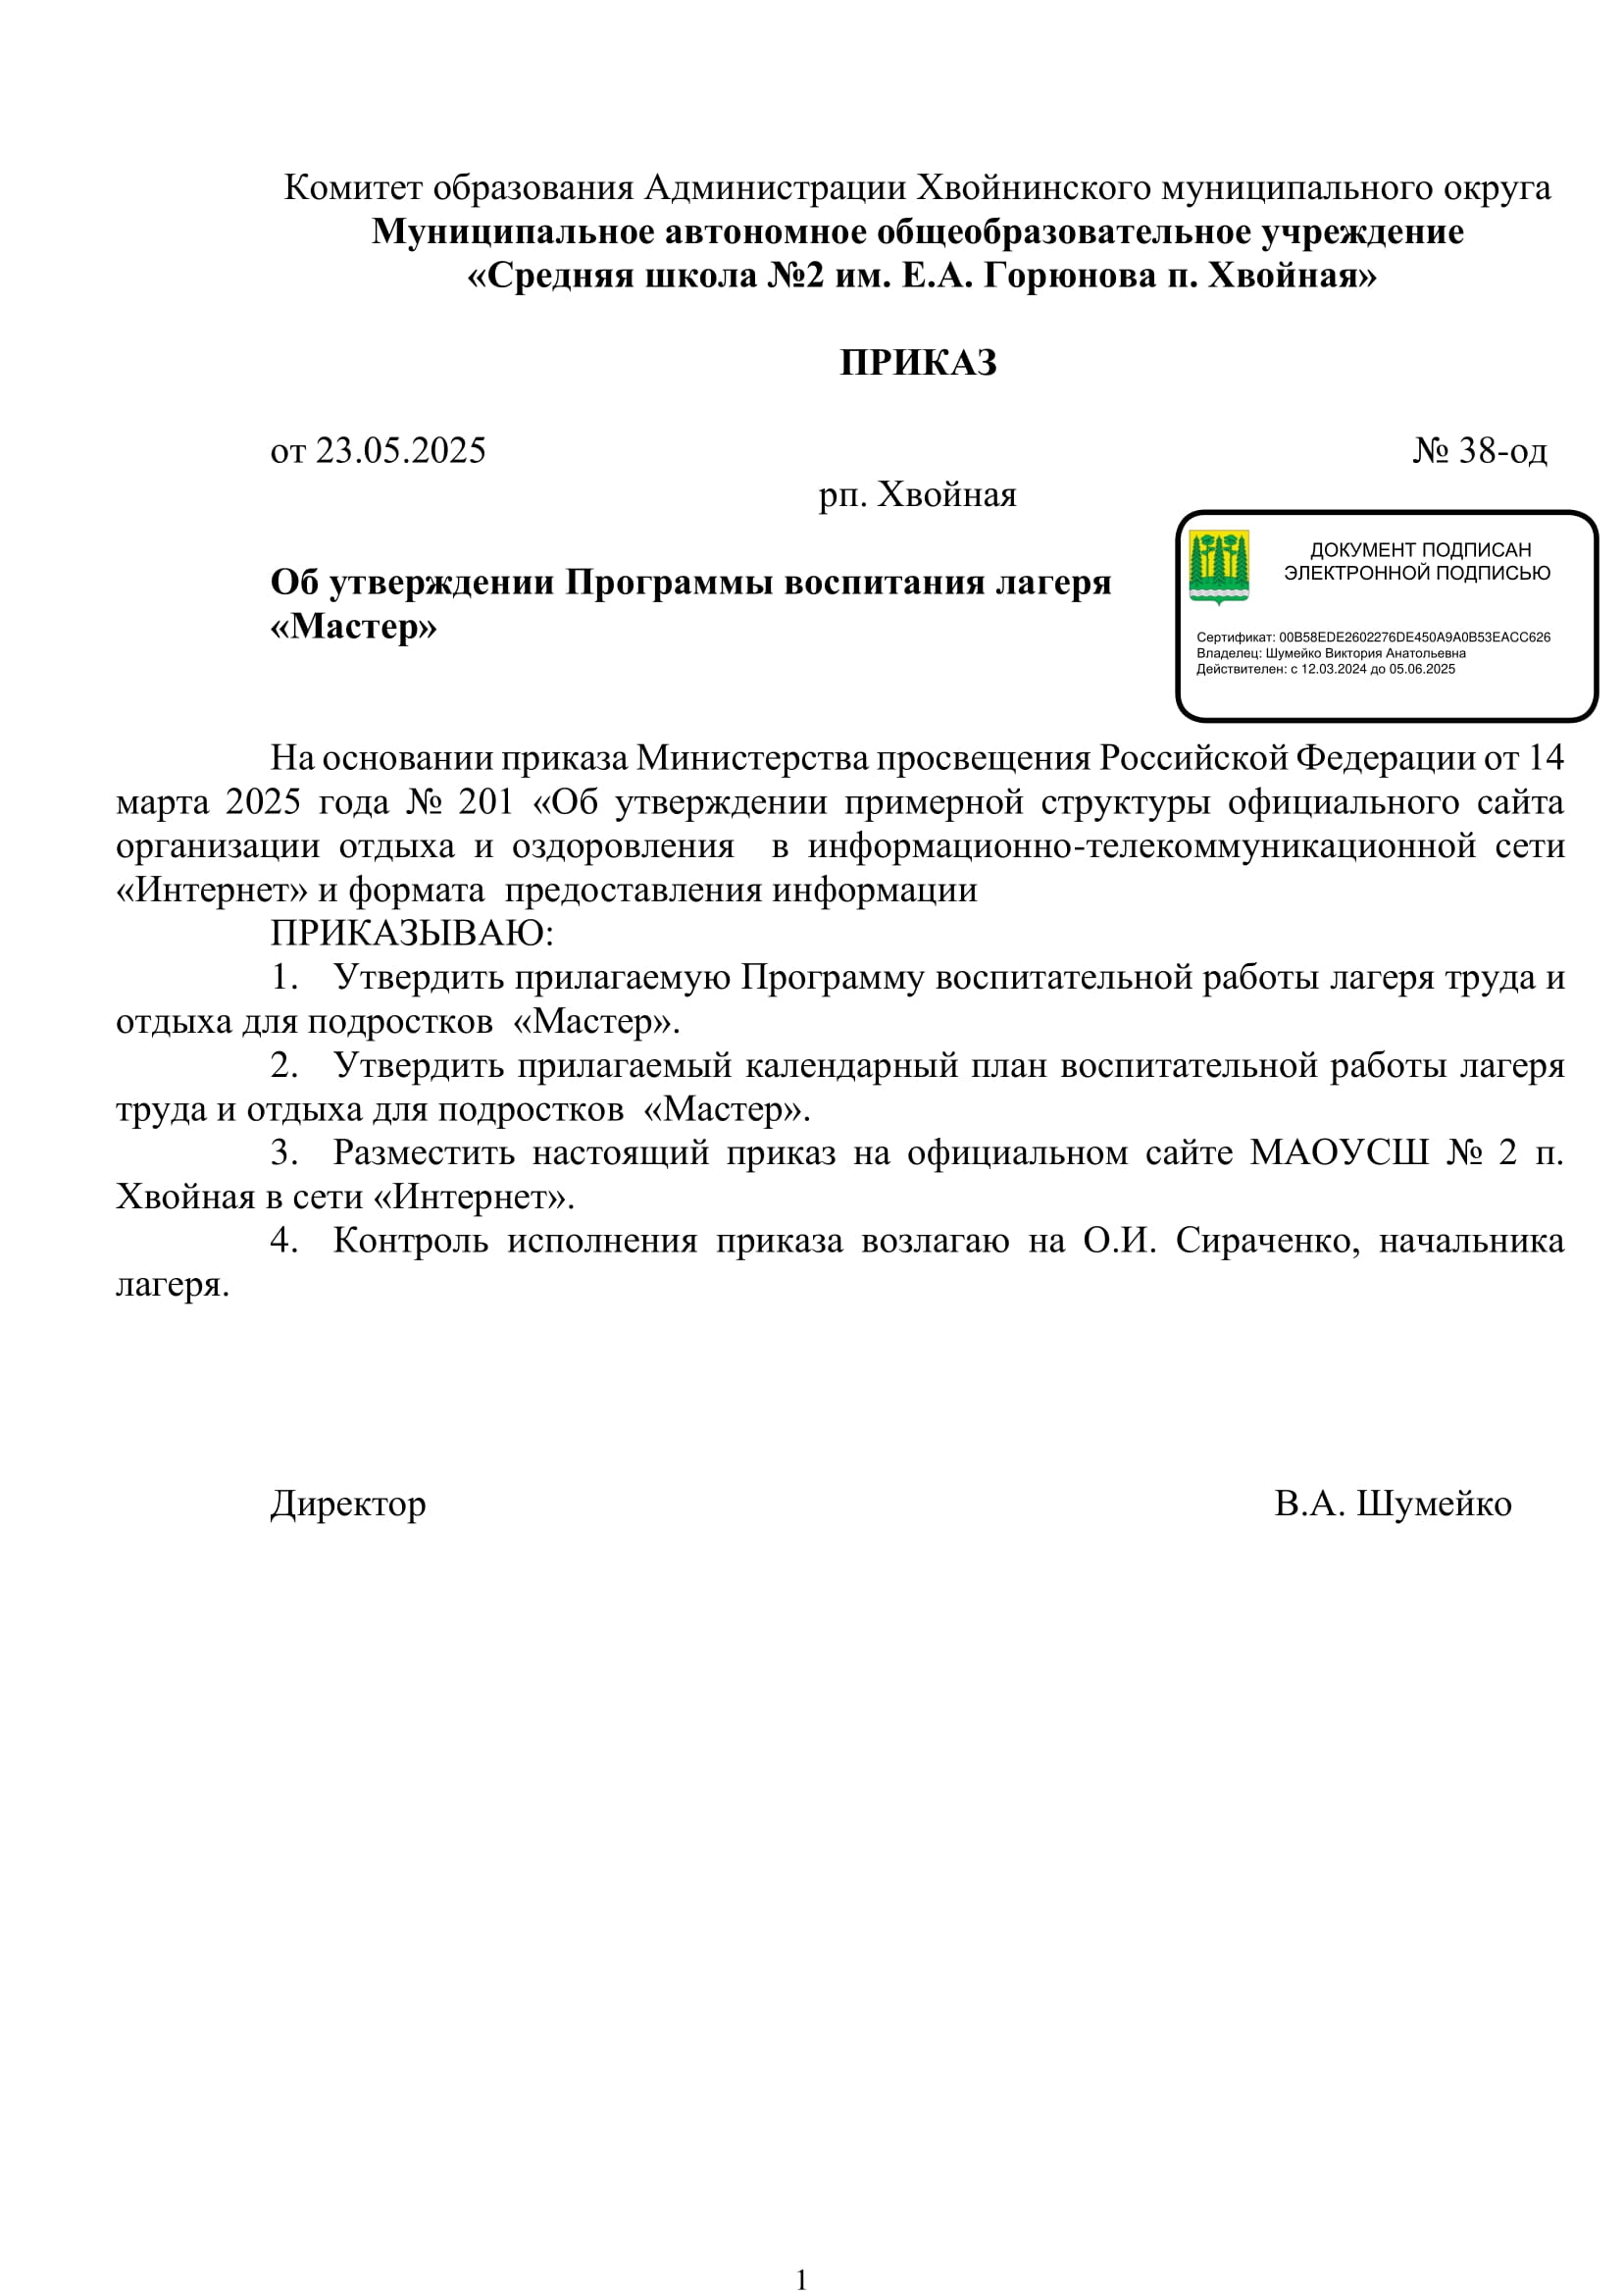 Комитет образования Администрации Хвойнинского муниципального округа
Муниципальное автономное общеобразовательное учреждение
«Средняя школа №2 им. Е.А. Горюнова п. Хвойная»
ПРИКАЗ
от 23.05.2025 № 38-од
рп. Хвойная
Об утверждении Программы воспитания лагеря
«Мастер»
ДОКУМЕНТ ПОДПИСАН
ЭЛЕКТРОННОЙ ПОДПИСЬЮ
Сертификат: 00B58EDE2602276DE450A9A0B53EACC626
Владелец: Шумейко Виктория Анатольевна
Действителен: с 12.03.2024 до 05.06.2025
На основании приказа Министерства просвещения Российской Федерации от 14
марта 2025 года № 201 «Об утверждении примерной структуры официального сайта
организации отдыха и оздоровления в информационно-телекоммуникационной сети
«Интернет» и формата предоставления информации
ПРИКАЗЫВАЮ:
1. Утвердить прилагаемую Программу воспитательной работы лагеря труда и
отдыха для подростков «Мастер».
2. Утвердить прилагаемый календарный план воспитательной работы лагеря
труда и отдыха для подростков «Мастер».
3. Разместить настоящий приказ на официальном сайте МАОУСШ № 2 п.
Хвойная в сети «Интернет».
4. Контроль исполнения приказа возлагаю на О.И. Сираченко, начальника
лагеря.
Директор В.А. Шумейко
1